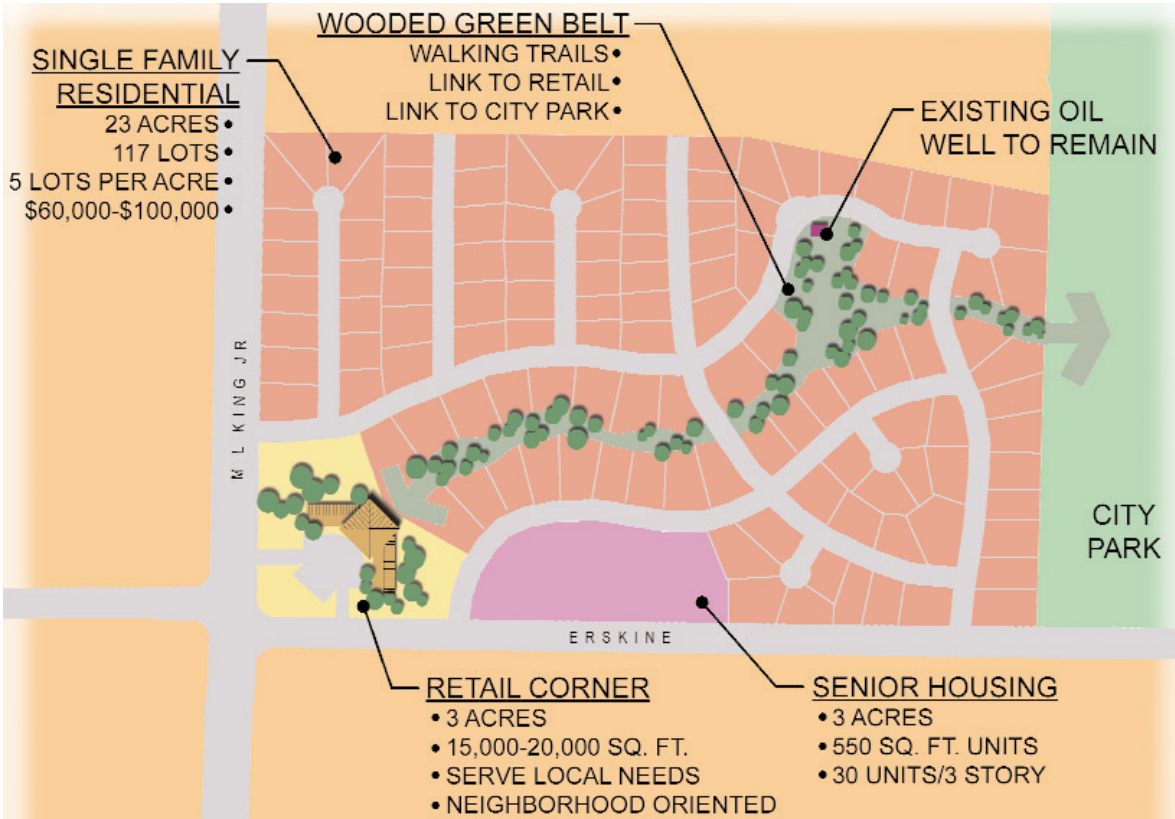 WOODED GREEN BELT
WALKING TRAILS•
LINK TO RETAIL•
LINK TO CITY PARK•
SINGLE FAMILY
RESIDENTIAL
23 ACRES•
117 LOTS•
5 LOTS PER ACRE•
$60,000-$100,000•
EXISTING OIL
WELL TO REMAIN
M L KING JR
CITY
PARK
ERSKINE
RETAIL CORNER
• 3 ACRES
• 15,000-20,000 SQ. FT.
• SERVE LOCAL NEEDS
• NEIGHBORHOOD ORIENTED
SENIOR HOUSING
• 3 ACRES
• 550 SQ. FT. UNITS
• 30 UNITS/3 STORY